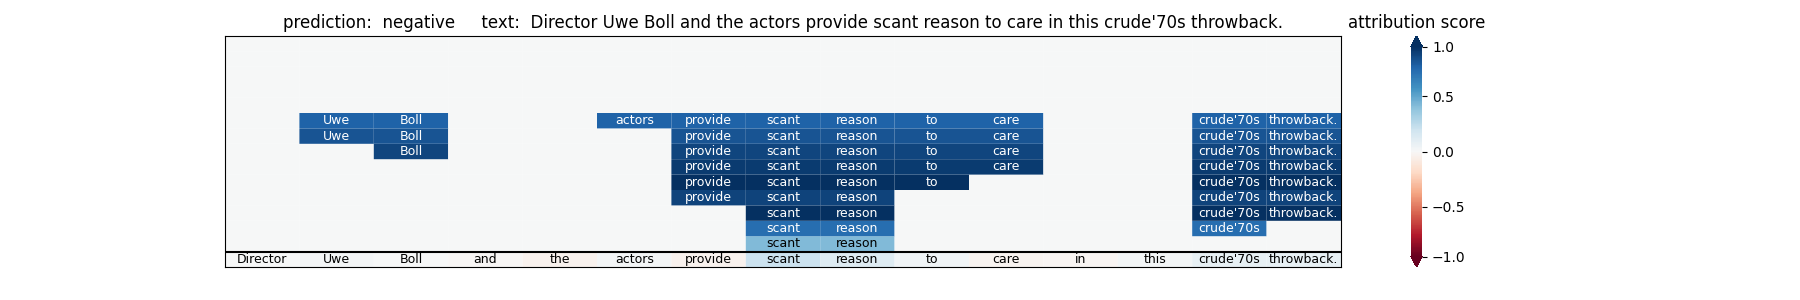 prediction:  negative     text:  Director Uwe Boll and the actors provide scant reason to care in this crude'70s throwback.
attribution score
Uwe Boll actors provide scant reason to care crude'70s throwback.
Uwe Boll provide scant reason to care crude'70s throwback.
Boll provide scant reason to care crude'70s throwback.
provide scant reason to care crude'70s throwback.
provide scant reason to crude'70s throwback.
provide scant reason crude'70s throwback.
scant reason crude'70s throwback.
scant reason crude'70s
scant reason
Director Uwe Boll and the actors provide scant reason to care in this crude'70s throwback.
1.0
0.5
0.0
−0.5
−1.0